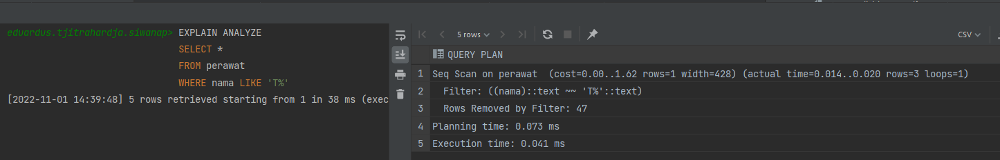 eduardus.tjitrahardja.siwanap> EXPLAIN ANALYZE
SELECT *
FROM perawat
WHERE nama LIKE 'T%'
[2022-11-01 14:39:48] 5 rows retrieved starting from 1 in 38 ms (exec
5 rows
CSV
QUERY PLAN
1 Seq Scan on perawat  (cost=0.00..1.62 rows=1 width=428) (actual time=0.014..0.020 rows=3 loops=1)
2   Filter: ((nama)::text ~~ 'T%'::text)
3   Rows Removed by Filter: 47
4 Planning time: 0.073 ms
5 Execution time: 0.041 ms